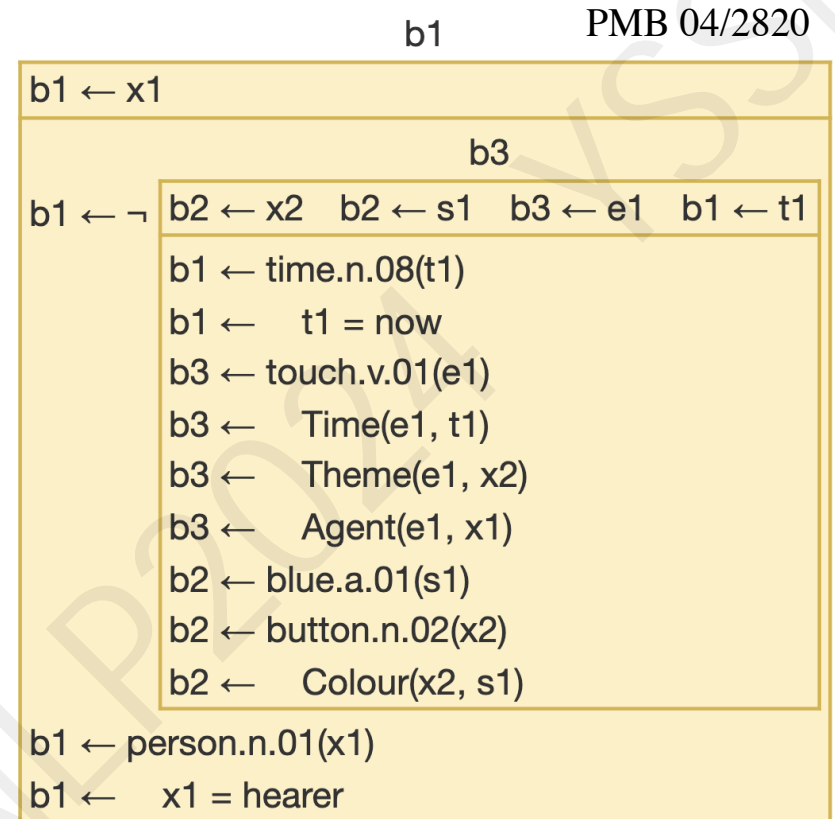 b1 PMB 04/2820
b1 ← x1
b3
b1 ← ¬ b2 ← x2 b2 ← s1 b3 ← e1 b1 ← t1
b1 ← time.n.08(t1)
b1 ← t1 = now
b3 ← touch.v.01(e1)
b3 ← Time(e1, t1)
b3 ← Theme(e1, x2)
b3 ← Agent(e1, x1)
b2 ← blue.a.01(s1)
b2 ← button.n.02(x2)
b2 ← Colour(x2, s1)
b1 ← person.n.01(x1)
b1 ← x1 = hearer